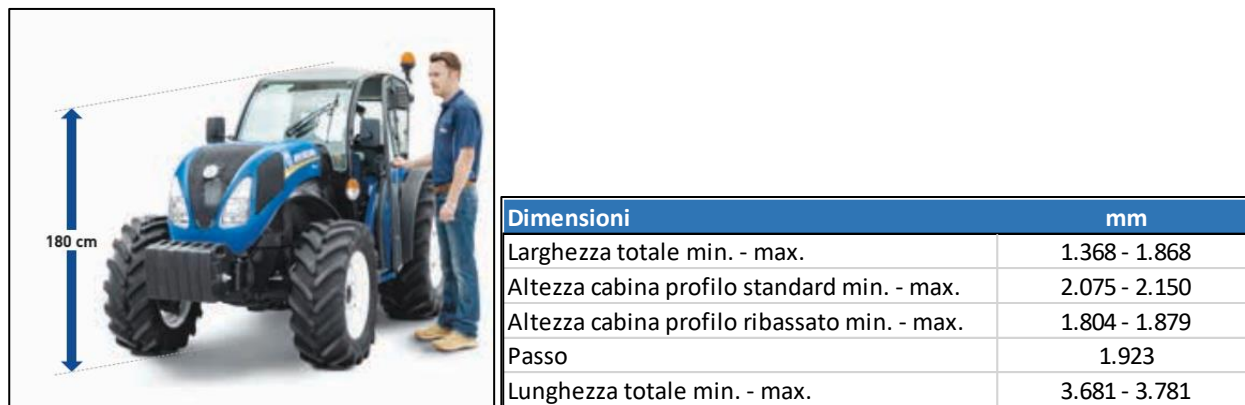 180 cm
Dimensioni mm
Larghezza totale min. - max. 1.368 - 1.868
Altezza cabina profilo standard min. - max. 2.075 - 2.150
Altezza cabina profilo ribassato min. - max. 1.804 - 1.879
Passo 1.923
Lunghezza totale min. - max. 3.681 - 3.781